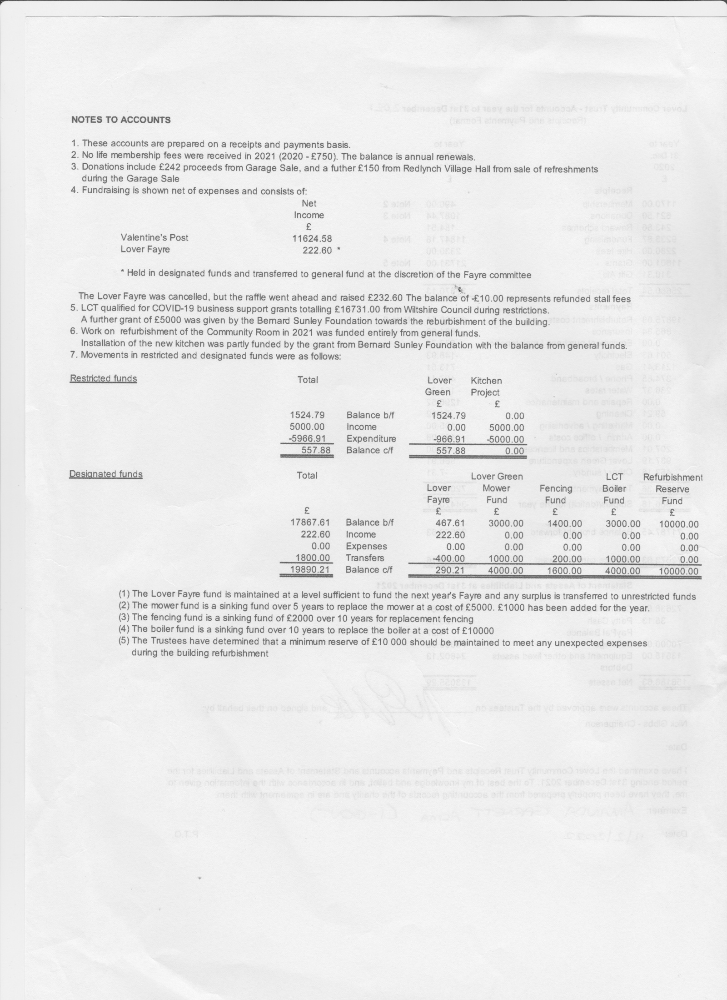 NOTES TO ACCOUNTS
1. These accounts are prepared on a receipts and payments basis.
2. No life membership fees were received in 2021 (2020 - £750). The balance is annual renewals.
3. Donations include £242 proceeds from Garage Sale, and a futher £150 from Redlynch Village Hall from sale of refreshments
during the Garage Sale
4. Fundraising is shown net of expenses and consists of:
Net
Income
£
Valentine's Post 11624.58
Lover Fayre 222.60 *
* Held in designated funds and transferred to general fund at the discretion of the Fayre committee
The Lover Fayre was cancelled, but the raffle went ahead and raised £232.60 The balance of -£10.00 represents refunded stall fees
5. LCT qualified for COVID-19 business support grants totalling £16731.00 from Wiltshire Council during restrictions.
A further grant of £5000 was given by the Bernard Sunley Foundation towards the reburbishment of the building.
6. Work on refurbishment of the Community Room in 2021 was funded entirely from general funds.
Installation of the new kitchen was partly funded by the grant from Bernard Sunley Foundation with the balance from general funds.
7. Movements in restricted and designated funds were as follows:
Restricted funds Total Lover Kitchen
Green Project
£ £
1524.79 Balance b/f 1524.79 0.00
5000.00 Income 0.00 5000.00
-5966.91 Expenditure -966.91 -5000.00
557.88 Balance c/f 557.88 0.00
Designated funds Total Lover Green LCT Refurbishment
Lover Mower Fencing Boiler Reserve
Fayre Fund Fund Fund Fund
£ £ £ £ £ £
17867.61 Balance b/f 467.61 3000.00 1400.00 3000.00 10000.00
222.60 Income 222.60 0.00 0.00 0.00 0.00
0.00 Expenses 0.00 0.00 0.00 0.00 0.00
1800.00 Transfers -400.00 1000.00 200.00 1000.00 0.00
19890.21 Balance c/f 290.21 4000.00 1600.00 4000.00 10000.00
(1) The Lover Fayre fund is maintained at a level sufficient to fund the next year's Fayre and any surplus is transferred to unrestricted funds
(2) The mower fund is a sinking fund over 5 years to replace the mower at a cost of £5000. £1000 has been added for the year.
(3) The fencing fund is a sinking fund of £2000 over 10 years for replacement fencing
(4) The boiler fund is a sinking fund over 10 years to replace the boiler at a cost of £10000
(5) The Trustees have determined that a minimum reserve of £10 000 should be maintained to meet any unexpected expenses
during the building refurbishment